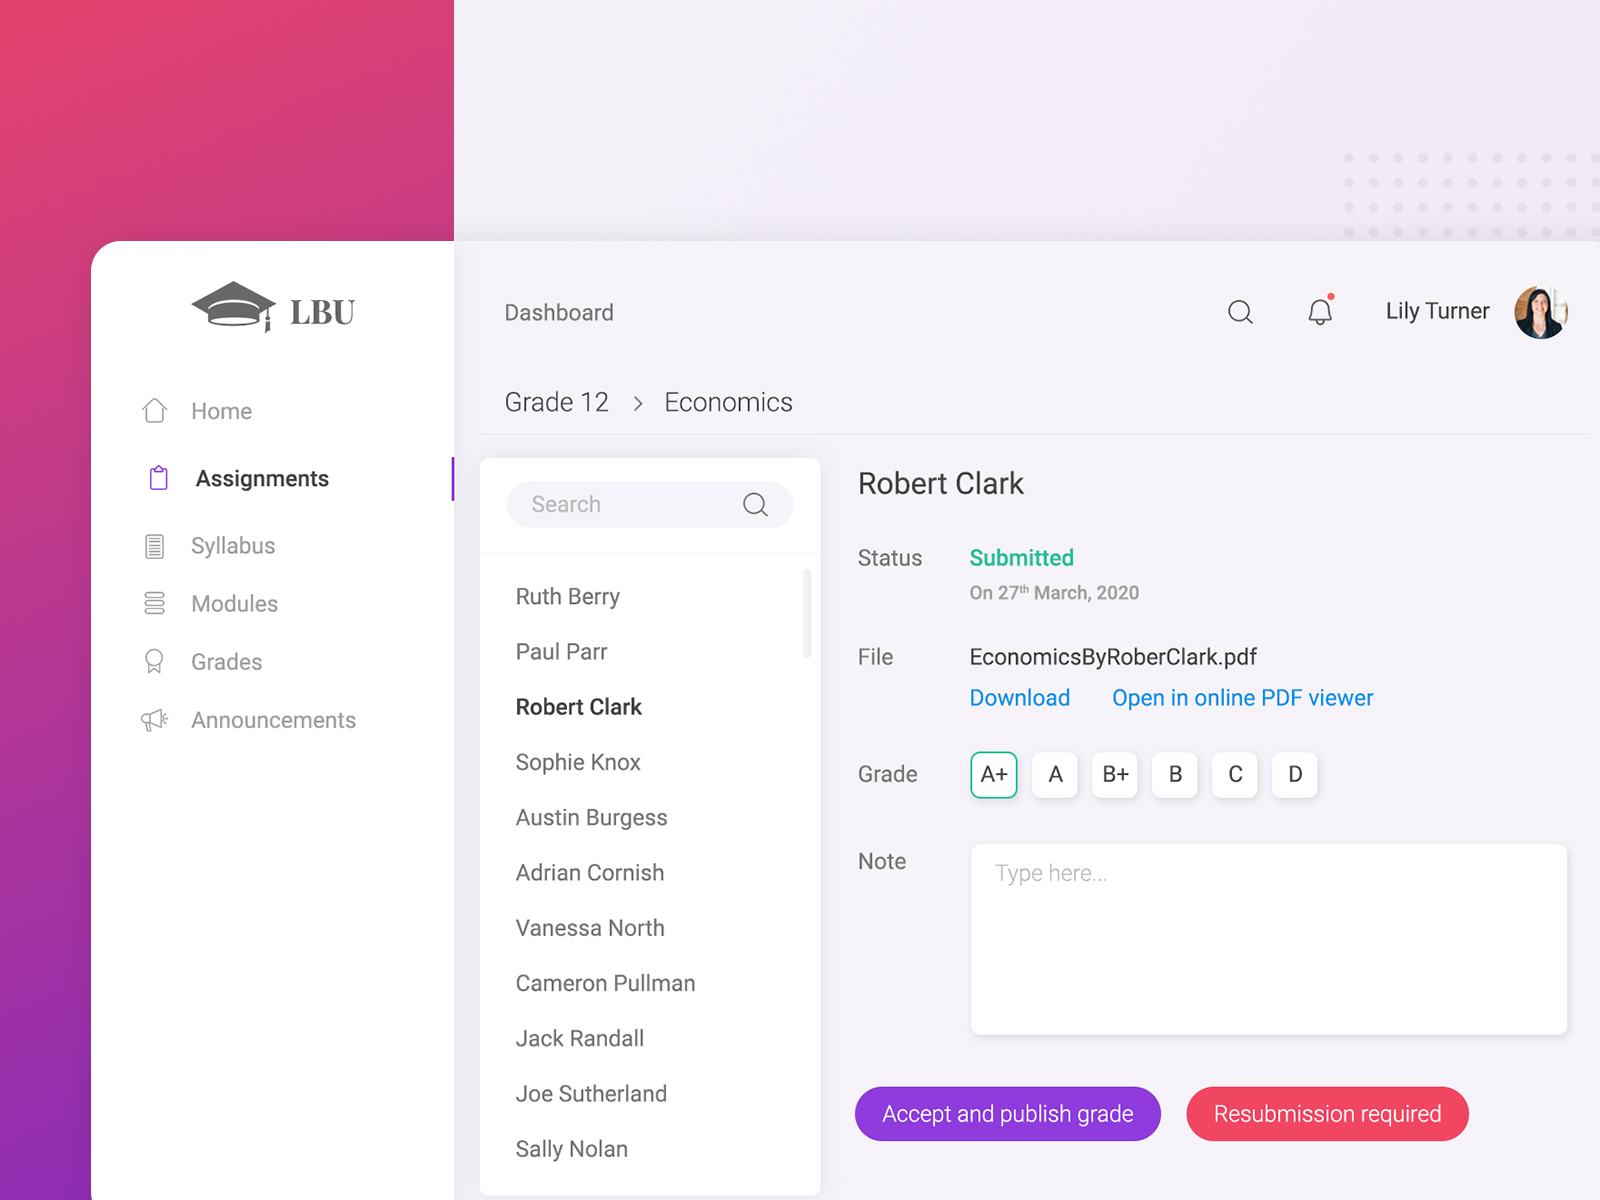 LBU
Home
Assignments
Syllabus
Modules
Grades
Announcements
Dashboard
Lily Turner
Grade 12 > Economics
Search
Ruth Berry
Paul Parr
Robert Clark
Sophie Knox
Austin Burgess
Adrian Cornish
Vanessa North
Cameron Pullman
Jack Randall
Joe Sutherland
Sally Nolan
Robert Clark
Status Submitted
On 27th March, 2020
File EconomicsByRoberClark.pdf
Download Open in online PDF viewer
Grade A+ A B+ B C D
Note Type here...
Accept and publish grade Resubmission required